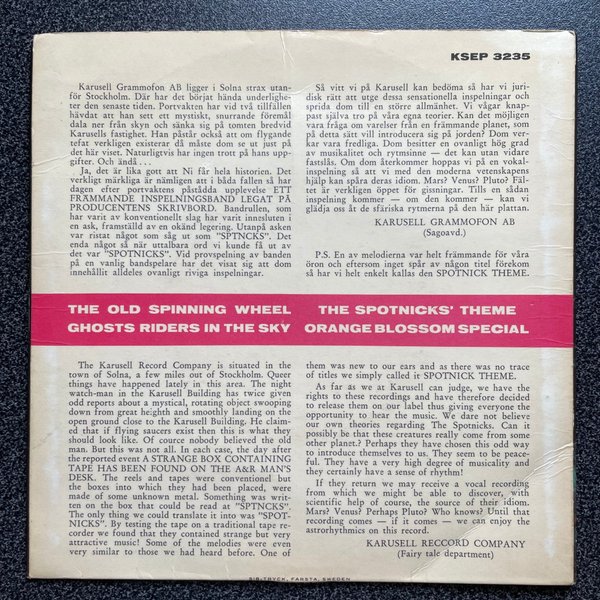 KSEP 3235
Karusell Grammofon AB ligger i Solna strax utan-
för Stockholm. Där har det börjat hända underlighe-
ter den senaste tiden. Portvakten har vid två tillfällen
hävdat att han sett ett mystiskt, snurrande föremål
dala ner från skyn och sänka sig på tomten bredvid
Karusells fastighet. Han påstår också att om flygande
tefat verkligen existerar då måste dom se ut just på
det här viset. Naturligtvis har ingen trott på hans upp-
gifter. Och ändå . . .
Ja, det är lika gott att Ni får hela historien. Det
verkligt märkliga är nämligen att i båda fallen så har
dagen efter portvaktens påstådda upplevelse ETT
FRÄMMANDE INSPELNINGSBAND LEGAT PÅ
PRODUCENTENS SKRIVBORD. Bandrullen, som
har varit av konventionellt slag har varit innesluten i
en ask, framställd av en okänd legering. Utanpå asken
var ristat något som såg ut som "SPTNCKS". Det
enda något så när uttalbara ord vi kunde få ut av
det var "SPOTNICKS". Vid provspelning av banden
på en vanlig bandspelare har det visat sig att dom
innehållit alldeles ovanligt riviga inspelningar.
Så vitt vi på Karusell kan bedöma så har vi juri-
disk rätt att utge dessa sensationella inspelningar och
sprida dom till en större allmänhet. Vi vågar knap-
past själva tro på våra egna teorier. Kan det möjligen
vara fråga om varelser från en främmande planet, som
på detta sätt vill introducera sig på jorden? Dom ver-
kar vara fredliga. Dom besitter en ovanligt hög grad
av musikalitet och rytmsinne — det kan utan vidare
fastslås. Om dom återkommer hoppas vi på en vokal-
inspelning så att vi med den moderna vetenskapens
hjälp kan spåra deras idiom. Mars? Venus? Pluto? Fäl-
tet är verkligen öppet för gissningar. Tills en sådan
inspelning kommer — om den kommer — kan vi
glädja oss åt de sfäriska rytmerna på den här plattan.
KARUSELL GRAMMOFON AB
(Sagoavd.)
P.S. En av melodierna var helt främmande för våra
öron och eftersom inget spår av någon titel förekom
så har vi helt enkelt kallas den SPOTNICK THEME.
THE OLD SPINNING WHEEL
GHOSTS RIDERS IN THE SKY
THE SPOTNICKS' THEME
ORANGE BLOSSOM SPECIAL
The Karusell Record Company is situated in the
town of Solna, a few miles out of Stockholm. Queer
things have happened lately in this area. The night
watch-man in the Karusell Building has twice given
odd reports about a mystical, rotating object swooping
down from great heighth and smoothly landing on the
open ground close to the Karusell Building. He claims
that if flying saucers exist then this is what they
should look like. Of cource nobody believed the old
man. But this was not all. In each case, the day after
the reported event A STRANGE BOX CONTAINING
TAPE HAS BEEN FOUND ON THE A&R MAN'S
DESK. The reels and tapes were conventionel but
the boxes into which they had been placed, were
made of some unknown metal. Something was writ-
ten on the box that could be read at "SPTNCKS".
The only thing we could translate it into was "SPOT-
NICKS". By testing the tape on a traditional tape re-
corder we found that they contained strange but very
attractive music! Some of the melodies were even
very similar to those we had heard before. One of
them was new to our ears and as there was no trace
of titles we simply called it SPOTNICK THEME.
As far as we at Karusell can judge, we have the
rights to these recordings and have therefore decided
to release them on our label thus giving everyone the
opportunity to hear the music. We dare not believe
our own theories regarding The Spotnicks. Can it
possibly be that these creatures really come from some
other planet.? Perhaps they have chosen this odd way
to introduce themselves to us. They seem to be peace-
ful. They have a very high degree of musicality and
they certainly have a sense of rhythm!
If they return we may receive a vocal recording
from which we might be able to discover, with
scientific help of course, the source of their idiom.
Mars? Venus? Perhaps Pluto? Who knows? Until that
recording comes — if it comes — we can enjoy the
astrorhythmics on this record.
KARUSELL RECCORD COMPANY
(Fairy tale department)
SIB-TRYCK, FARSTA, SWEDEN